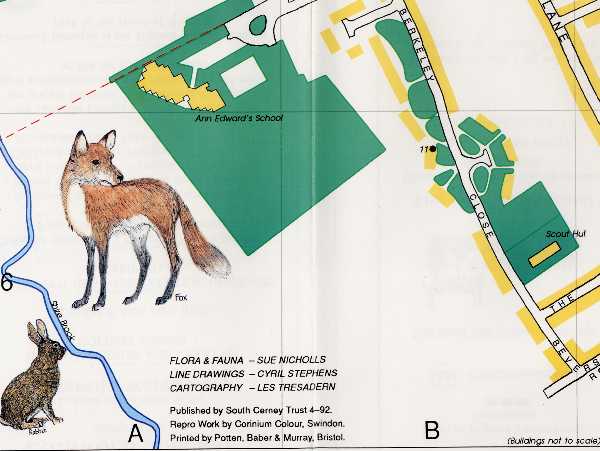 LANE
BERKELEY
Ann Edward's School
11
CLOSE
Scout Hut
6
Fox
Shire Brook
THE
BEVERS
R
Rabbit
FLORA & FAUNA – SUE NICHOLLS
LINE DRAWINGS – CYRIL STEPHENS
CARTOGRAPHY – LES TRESADERN
Published by South Cerney Trust 4–92.
Repro Work by Corinium Colour, Swindon.
Printed by Potten, Baber & Murray, Bristol.
A
B
(Buildings not to scale)